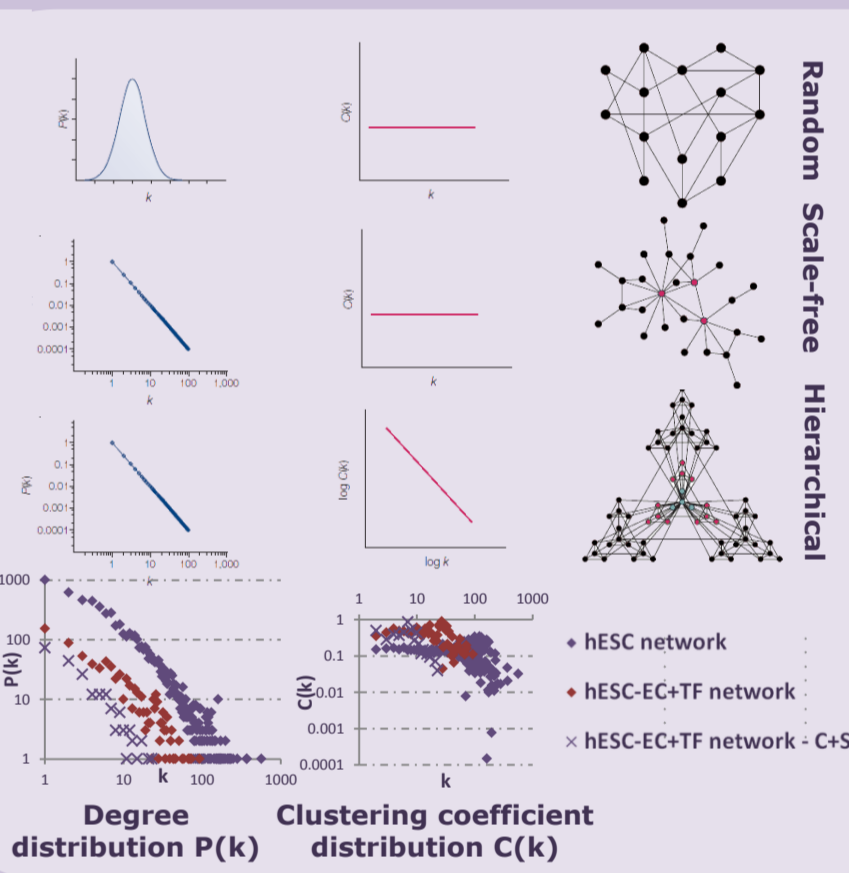 P(k)
k
C(k)
k
Random
1
0.1
0.01
0.001
0.0001
1 10 100 1,000
k
C(k)
k
Scale-free
P(k)
1
0.1
0.01
0.001
0.0001
1 10 100 1,000
k
log C(k)
log k
Hierarchical
1000
100
10
1
P(k)
1 10 100 1000
k
1 10 100 1000
1
0.1
0.01
0.001
0.0001
C(k)
k
hESC network
hESC-EC+TF network
hESC-EC+TF network - C+S
Degree
distribution P(k)
Clustering coefficient
distribution C(k)